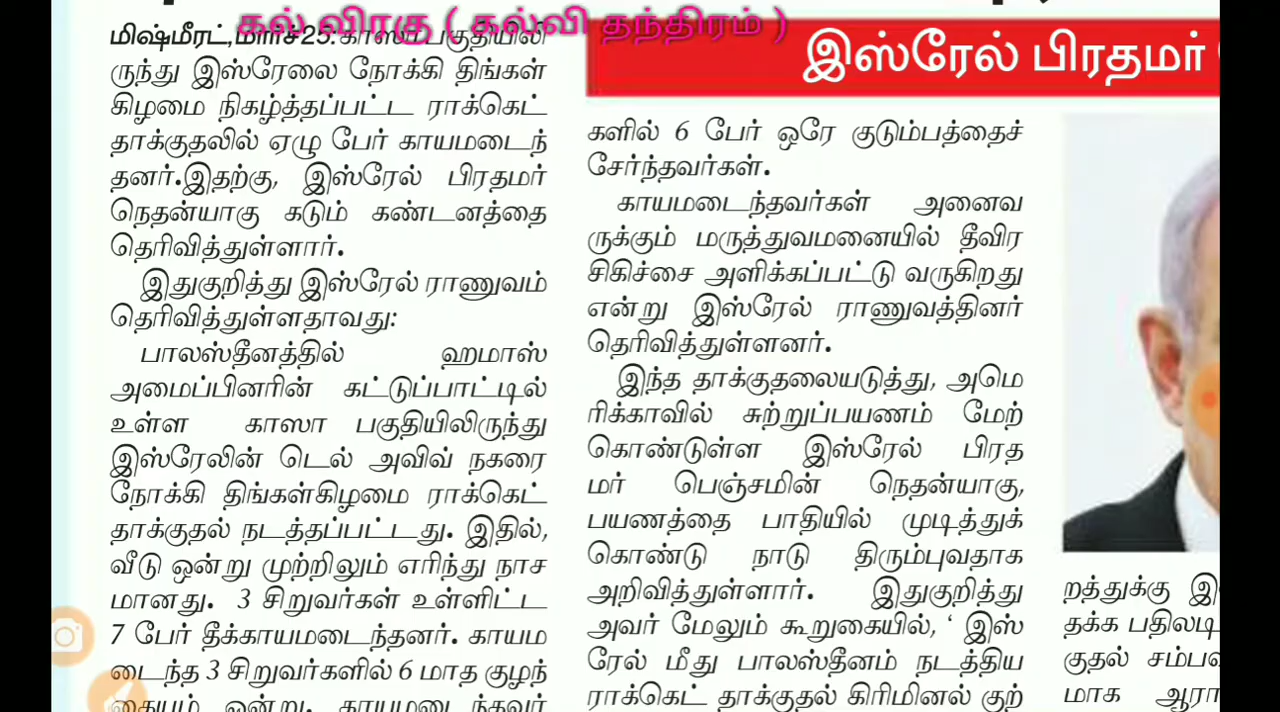 கல் விரகு ( கல்வி தந்திரம் )
மிஷ்மீரட்,மார்ச்25:காஸா பகுதியிலி
ருந்து இஸ்ரேலை நோக்கி திங்கள்
கிழமை நிகழ்த்தப்பட்ட ராக்கெட்
தாக்குதலில் ஏழு பேர் காயமடைந்
தனர்.இதற்கு, இஸ்ரேல் பிரதமர்
நெதன்யாகு கடும் கண்டனத்தை
தெரிவித்துள்ளார்.
இதுகுறித்து இஸ்ரேல் ராணுவம்
தெரிவித்துள்ளதாவது:
பாலஸ்தீனத்தில் ஹமாஸ்
அமைப்பினரின் கட்டுப்பாட்டில்
உள்ள காஸா பகுதியிலிருந்து
இஸ்ரேலின் டெல் அவிவ் நகரை
நோக்கி திங்கள்கிழமை ராக்கெட்
தாக்குதல் நடத்தப்பட்டது. இதில்,
வீடு ஒன்று முற்றிலும் எரிந்து நாச
மானது. 3 சிறுவர்கள் உள்ளிட்ட
7 பேர் தீக்காயமடைந்தனர். காயம
டைந்த 3 சிறுவர்களில் 6 மாத குழந்
கையும் ஒன்று. காயமடைந்தவர்
இஸ்ரேல் பிரதமர்
களில் 6 பேர் ஒரே குடும்பத்தைச்
சேர்ந்தவர்கள்.
காயமடைந்தவர்கள் அனைவ
ருக்கும் மருத்துவமனையில் தீவிர
சிகிச்சை அளிக்கப்பட்டு வருகிறது
என்று இஸ்ரேல் ராணுவத்தினர்
தெரிவித்துள்ளனர்.
இந்த தாக்குதலையடுத்து, அமெ
ரிக்காவில் சுற்றுப்பயணம் மேற்
கொண்டுள்ள இஸ்ரேல் பிரத
மர் பெஞ்சமின் நெதன்யாகு,
பயணத்தை பாதியில் முடித்துக்
கொண்டு நாடு திரும்புவதாக
அறிவித்துள்ளார். இதுகுறித்து
அவர் மேலும் கூறுகையில், ‘ இஸ்
ரேல் மீது பாலஸ்தீனம் நடத்திய
ராக்கெட் தாக்குதல் கிரிமினல் குற்
றத்துக்கு இ
தக்க பதிலடி
குதல் சம்ப
மாக ஆரா